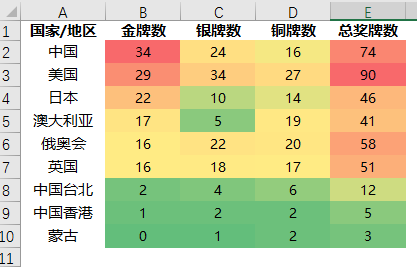 A B C D E
1 国家/地区 金牌数 银牌数 铜牌数 总奖牌数
2 中国 34 24 16 74
3 美国 29 34 27 90
4 日本 22 10 14 46
5 澳大利亚 17 5 19 41
6 俄奥会 16 22 20 58
7 英国 16 18 17 51
8 中国台北 2 4 6 12
9 中国香港 1 2 2 5
10 蒙古 0 1 2 3
11